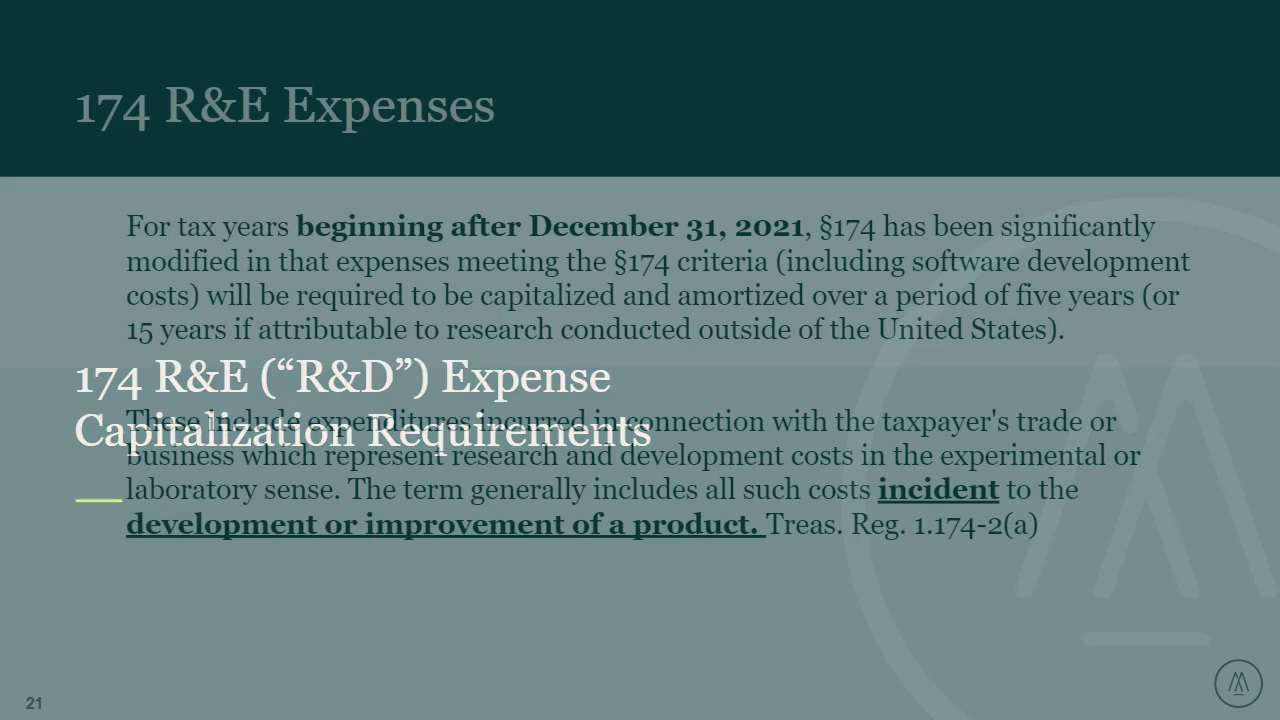 174 R&E Expenses
For tax years beginning after December 31, 2021, §174 has been significantly
modified in that expenses meeting the §174 criteria (including software development
costs) will be required to be capitalized and amortized over a period of five years (or
15 years if attributable to research conducted outside of the United States).
174 R&E (“R&D”) Expense
Capitalization Requirements
These include expenditures incurred in connection with the taxpayer's trade or
business which represent research and development costs in the experimental or
laboratory sense. The term generally includes all such costs incident to the
development or improvement of a product. Treas. Reg. 1.174-2(a)
21